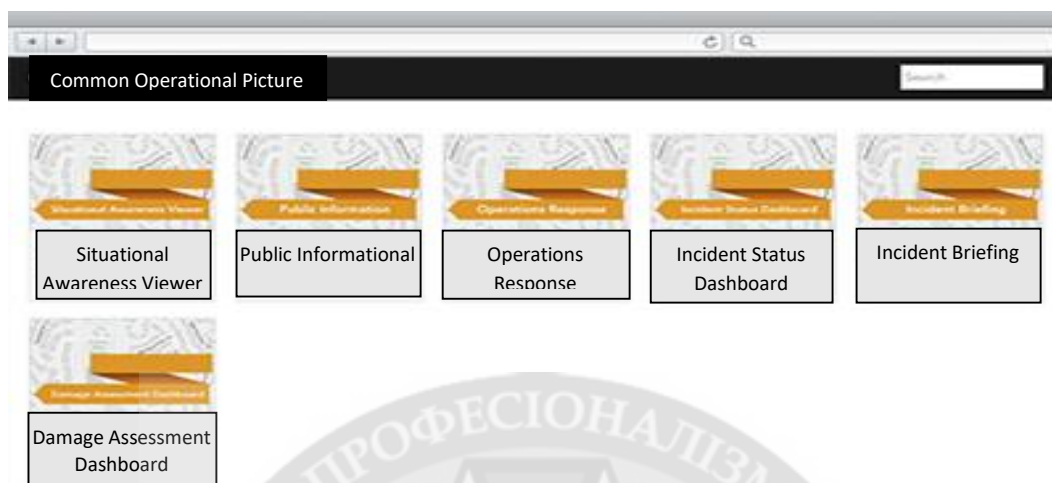 Common Operational Picture
Search
Situational Awareness Viewer
Public Information
Operations Response
Incident Status Dashboard
Incident Briefing
Situational
Awareness Viewer
Public Informational
Operations
Response
Incident Status
Dashboard
Incident Briefing
Damage Assessment Dashboard
Damage Assessment
Dashboard
ПРОФЕСІОНАЛІЗМ